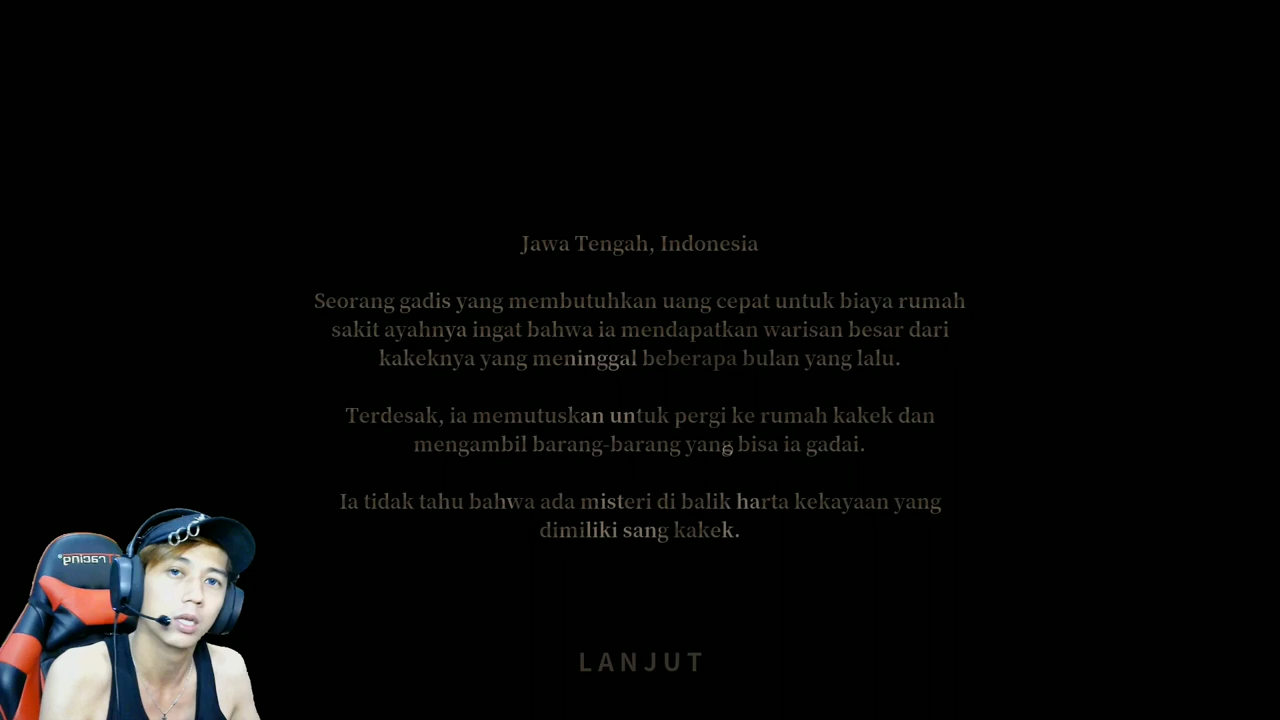 Jawa Tengah, Indonesia
Seorang gadis yang membutuhkan uang cepat untuk biaya rumah
sakit ayahnya ingat bahwa ia mendapatkan warisan besar dari
kakeknya yang meninggal beberapa bulan yang lalu.
Terdesak, ia memutuskan untuk pergi ke rumah kakek dan
mengambil barang-barang yang bisa ia gadai.
Ia tidak tahu bahwa ada misteri di balik harta kekayaan yang
dimiliki sang kakek.
racing
LANJUT